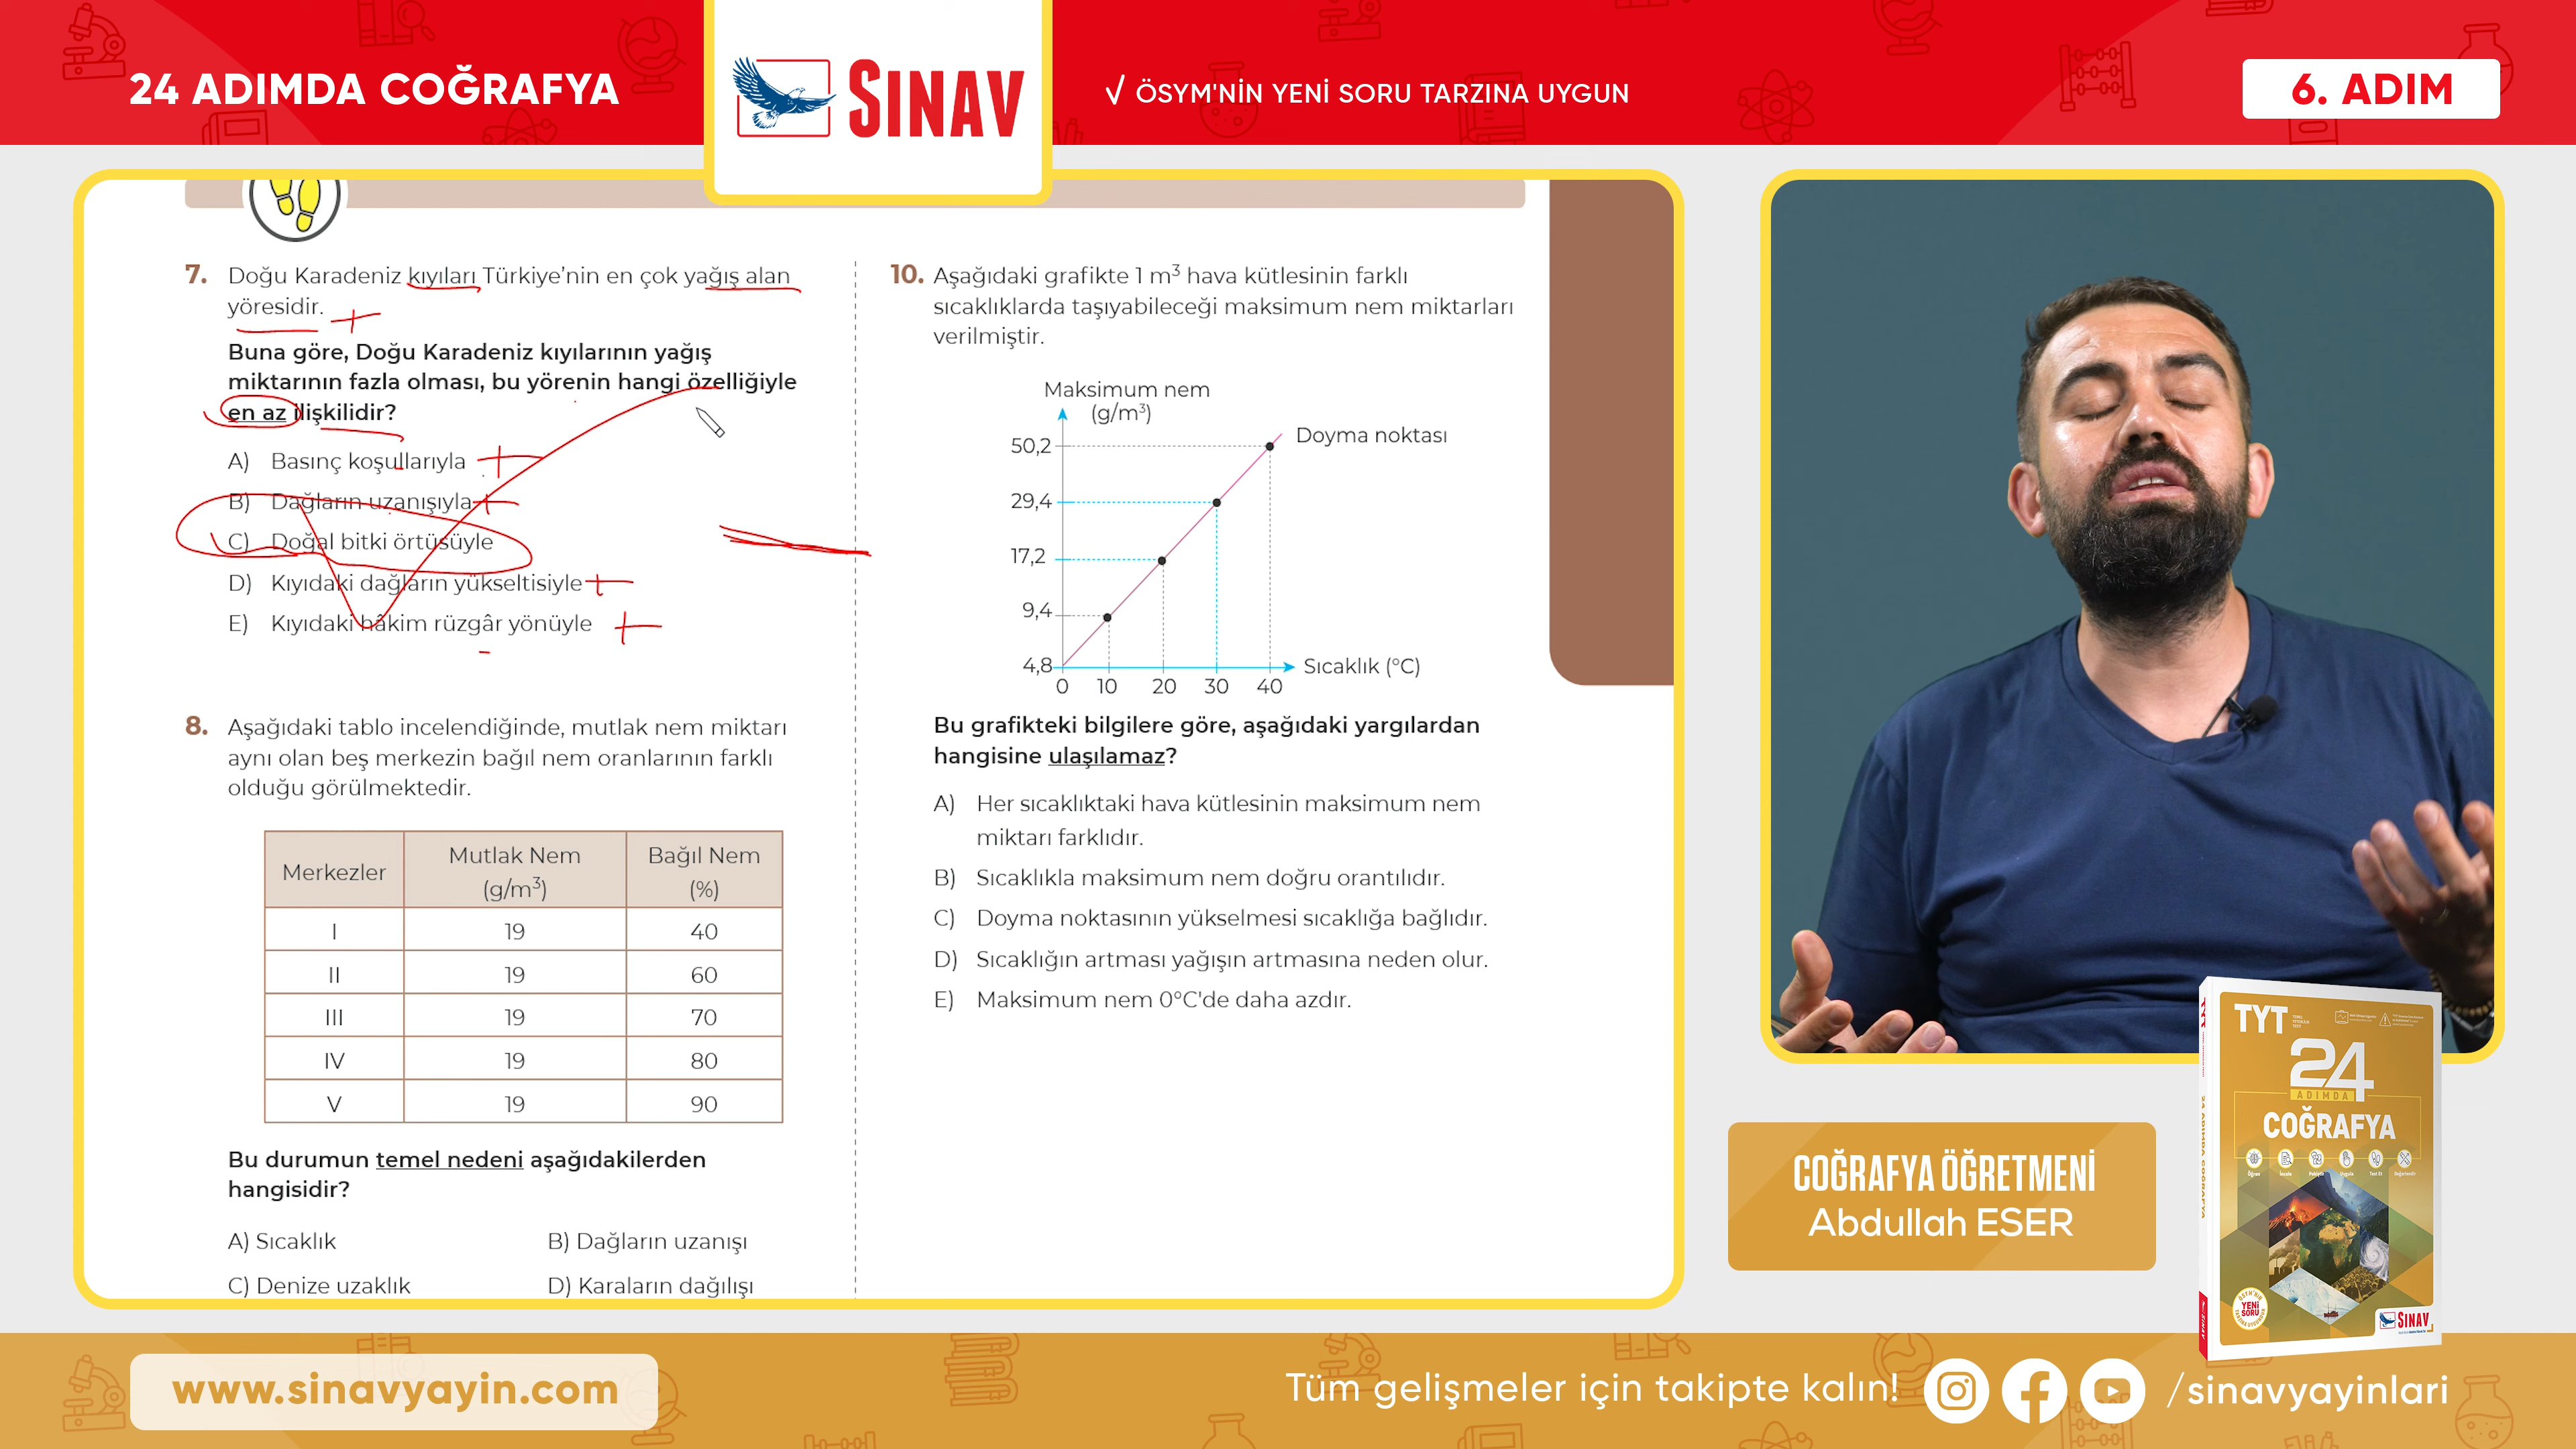 24 ADIMDA COĞRAFYA
SINAV
√ ÖSYM'NİN YENİ SORU TARZINA UYGUN
6. ADIM
7. Doğu Karadeniz kıyıları Türkiye'nin en çok yağış alan
yöresidir.
Buna göre, Doğu Karadeniz kıyılarının yağış
miktarının fazla olması, bu yörenin hangi özelliğiyle
en az ilişkilidir?
A) Basınç koşullarıyla
B) Dağların uzanışıyla
C) Doğal bitki örtüsüyle
D) Kıyıdaki dağların yükseltisiyle
E) Kıyıdaki hâkim rüzgâr yönüyle
8. Aşağıdaki tablo incelendiğinde, mutlak nem miktarı
aynı olan beş merkezin bağıl nem oranlarının farklı
olduğu görülmektedir.
Merkezler Mutlak Nem (g/m³) Bağıl Nem (%)
I 19 40
II 19 60
III 19 70
IV 19 80
V 19 90
Bu durumun temel nedeni aşağıdakilerden
hangisidir?
A) Sıcaklık B) Dağların uzanışı
C) Denize uzaklık D) Karaların dağılışı
10. Aşağıdaki grafikte 1 m³ hava kütlesinin farklı
sıcaklıklarda taşıyabileceği maksimum nem miktarları
verilmiştir.
Maksimum nem
(g/m³)
Doyma noktası
50,2
29,4
17,2
9,4
4,8
Sıcaklık (°C)
0 10 20 30 40
Bu grafikteki bilgilere göre, aşağıdaki yargılardan
hangisine ulaşılamaz?
A) Her sıcaklıktaki hava kütlesinin maksimum nem
miktarı farklıdır.
B) Sıcaklıkla maksimum nem doğru orantılıdır.
C) Doyma noktasının yükselmesi sıcaklığa bağlıdır.
D) Sıcaklığın artması yağışın artmasına neden olur.
E) Maksimum nem 0°C'de daha azdır.
COĞRAFYA ÖĞRETMENİ
Abdullah ESER
TYT
24
ADIMDA
COĞRAFYA
YENİ
SORU
SINAV
www.sinavyayin.com
Tüm gelişmeler için takipte kalın!
/sinavyayinlari